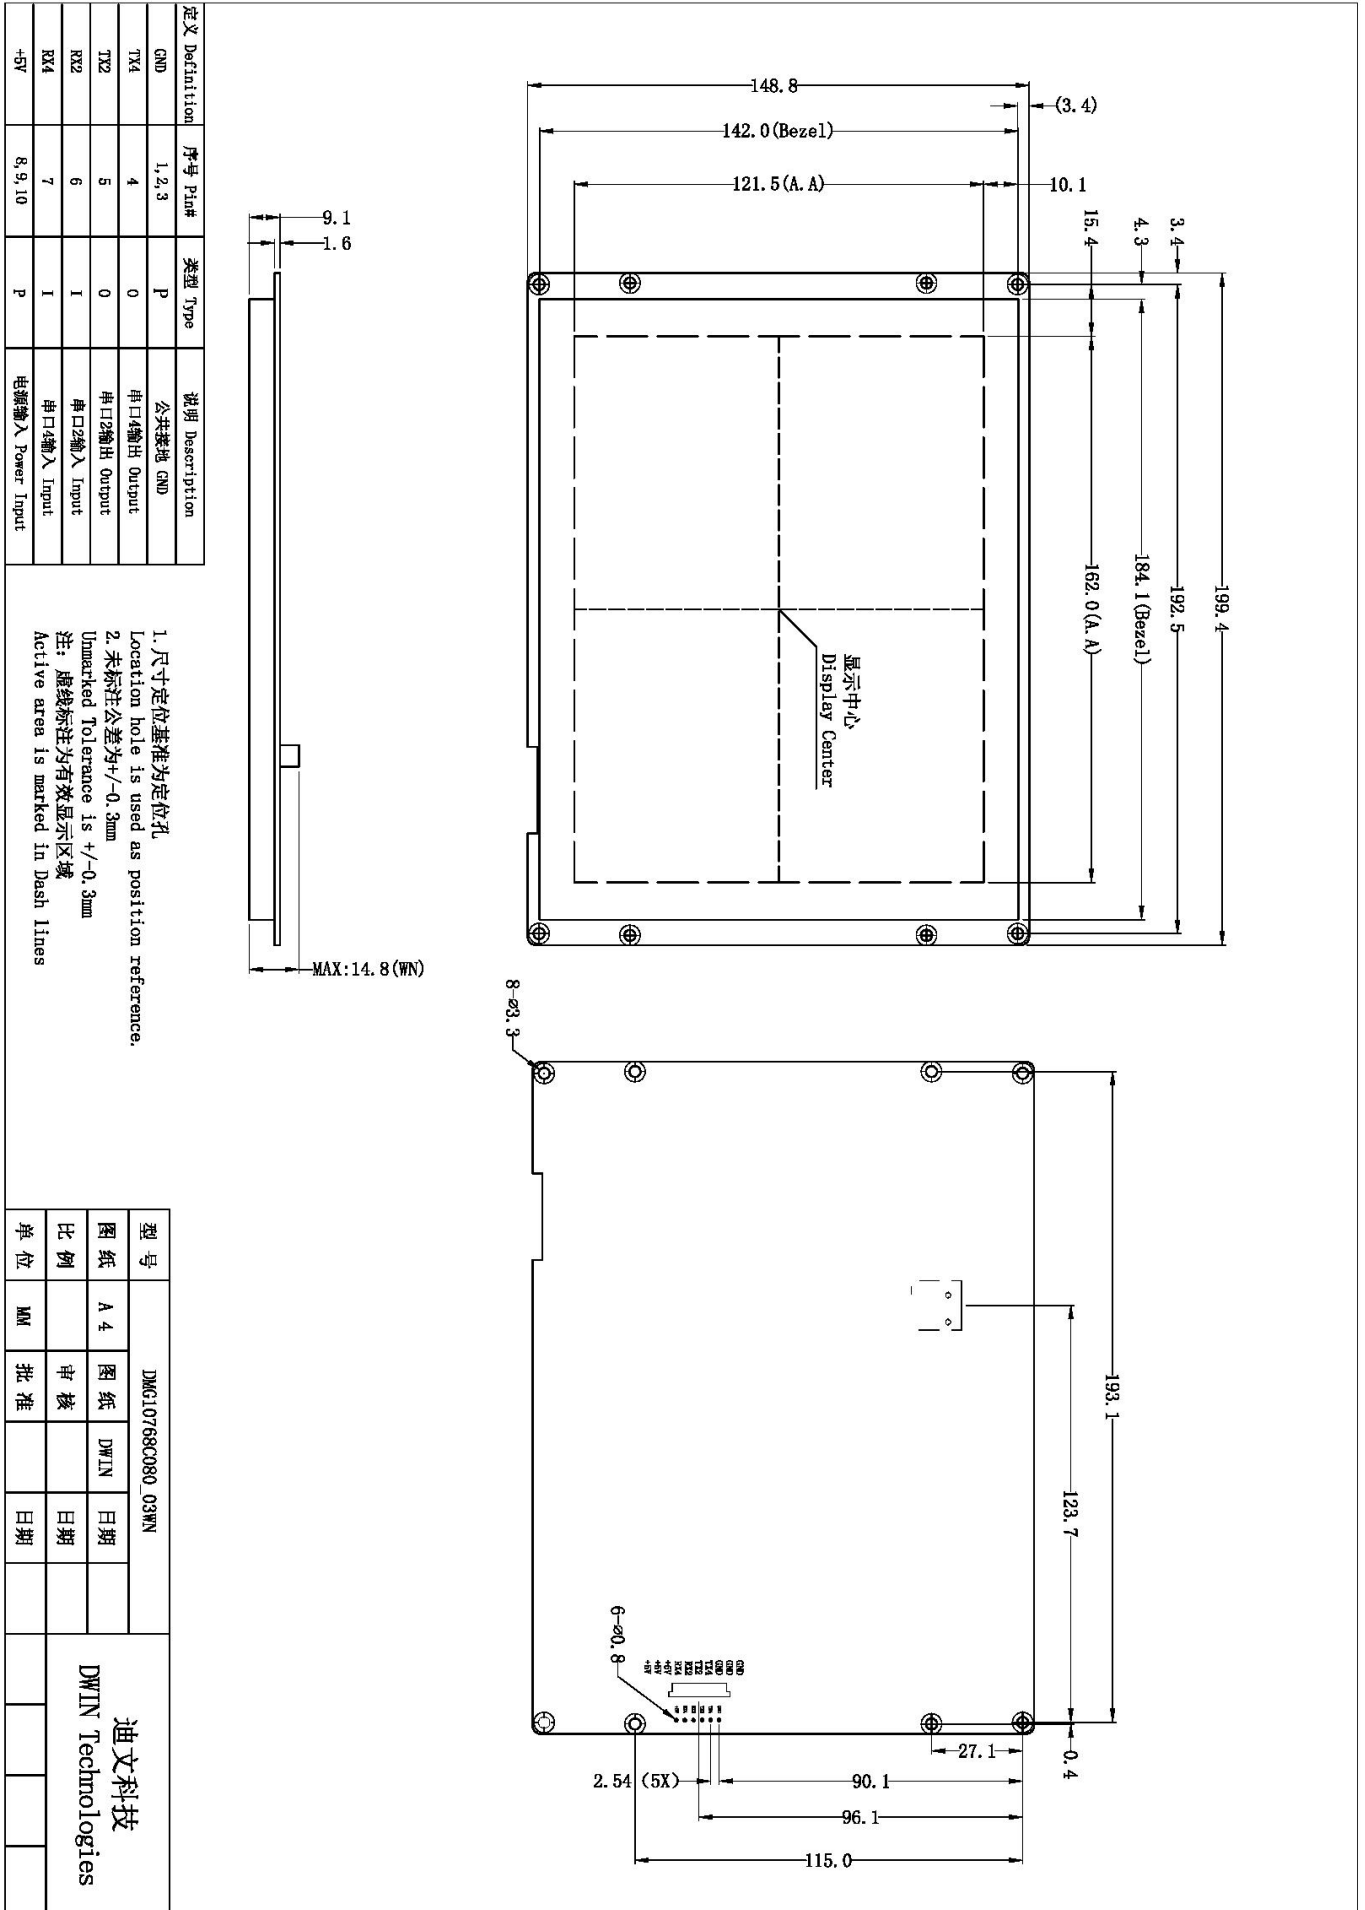 148.8
(3.4)
142.0(Bezel)
121.5(A.A)
10.1
3.4
4.3
15.4
199.4
192.5
184.1(Bezel)
162.0(A.A)
显示中心
Display Center
9.1
1.6
MAX:14.8(WN)
8-⌀3.3
193.1
123.7
0.4
27.1
90.1
2.54 (5X)
96.1
115.0
6-⌀0.8
GND
GND
GND
TX4
TX2
RX2
RX4
+5V
+5V
+5V
定义 Definition 序号 Pin# 类型 Type 说明 Description
GND 1,2,3 P 公共接地 GND
TX4 4 O 串口4输出 Output
TX2 5 O 串口2输出 Output
RX2 6 I 串口2输入 Input
RX4 7 I 串口4输入 Input
+5V 8,9,10 P 电源输入 Power Input
1.尺寸定位基准为定位孔
Location hole is used as position reference.
2.未标注公差为+/-0.3mm
Unmarked Tolerance is +/-0.3mm
注：虚线标注为有效显示区域
Active area is marked in Dash lines
型号 DMG10768C080_03WN
图纸 A4 图纸 DWIN 日期
比例 审核 日期
单位 MM 批准 日期
迪文科技
DWIN Technologies